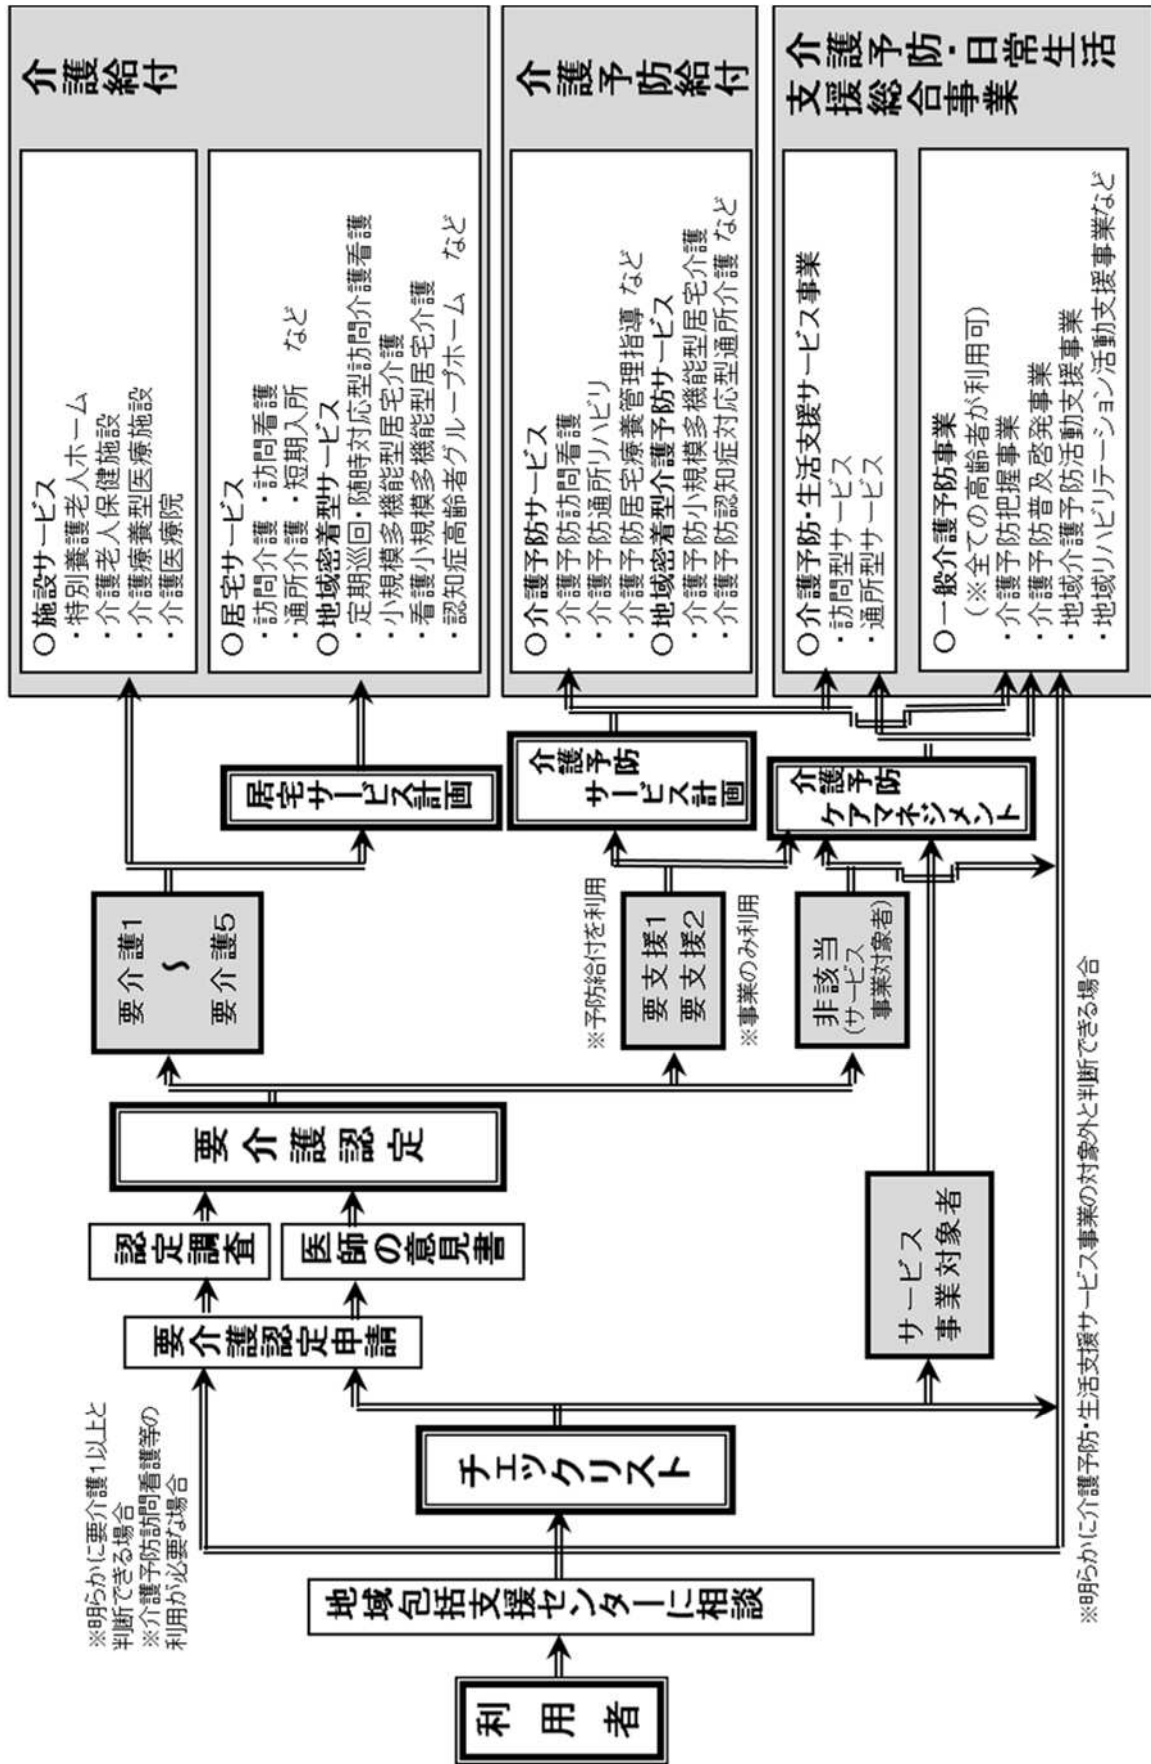 利用者
地域包括支援センターに相談
※明らかに要介護1以上と
判断できる場合
※介護予防訪問看護等の
利用が必要な場合
チェックリスト
※明らかに介護予防・生活支援サービス事業の対象外と判断できる場合
要介護認定申請
認定調査
医師の意見書
サービス
事業対象者
要介護認定
要介護1
～
要介護5
※予防給付を利用
要支援1
要支援2
※事業のみ利用
非該当
(サービス
事業対象者)
居宅サービス計画
介護予防
サービス計画
介護予防
ケアマネジメント
介護給付
○施設サービス
・特別養護老人ホーム
・介護老人保健施設
・介護療養型医療施設
・介護医療院
○居宅サービス
・訪問介護・訪問看護
・通所介護・短期入所 など
○地域密着型サービス
・定期巡回・随時対応型訪問介護看護
・小規模多機能型居宅介護
・看護小規模多機能型居宅介護
・認知症高齢者グループホーム など
介護予防給付
○介護予防サービス
・介護予防訪問看護
・介護予防通所リハビリ
・介護予防居宅療養管理指導 など
○地域密着型介護予防サービス
・介護予防小規模多機能型居宅介護
・介護予防認知症対応型通所介護 など
介護予防・日常生活
支援総合事業
○介護予防・生活支援サービス事業
・訪問型サービス
・通所型サービス
○一般介護予防事業
(※全ての高齢者が利用可)
・介護予防把握事業
・介護予防普及啓発事業
・地域介護予防活動支援事業
・地域リハビリテーション活動支援事業など